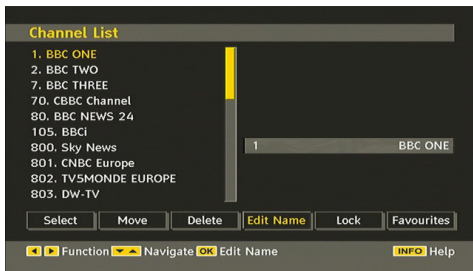 Channel List
1. BBC ONE
2. BBC TWO
7. BBC THREE
70. CBBC Channel
80. BBC NEWS 24
105. BBCi
800. Sky News
801. CNBC Europe
802. TV5MONDE EUROPE
803. DW-TV
1 BBC ONE
Select Move Delete Edit Name Lock Favourites
Function Navigate OK Edit Name INFO Help